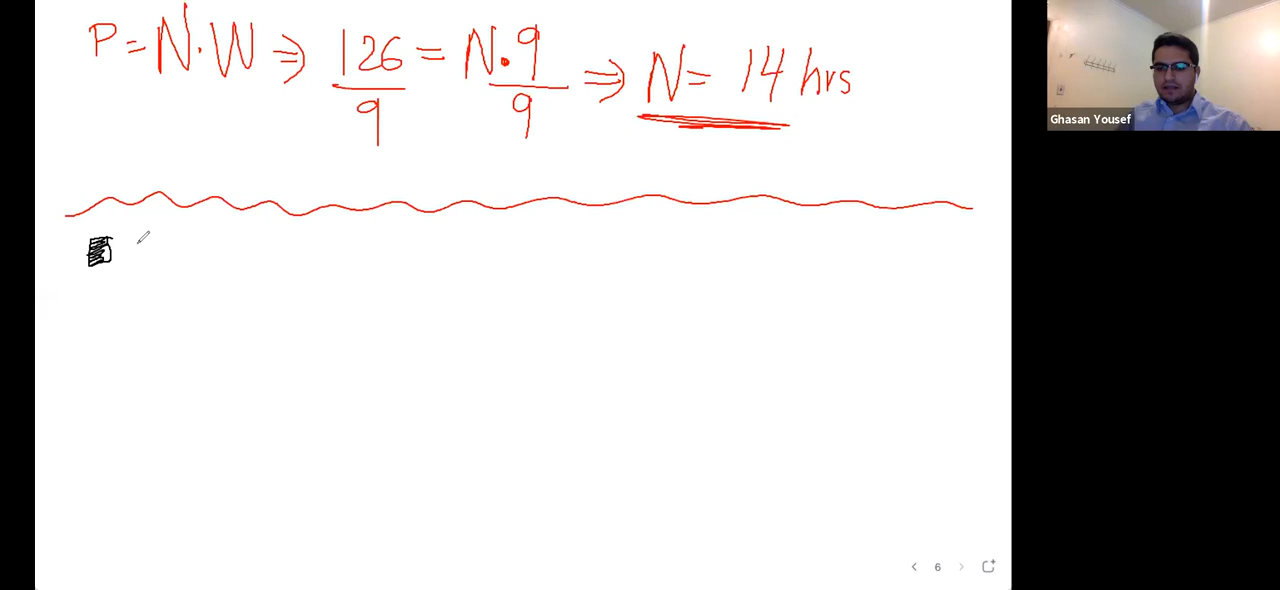 P = N · W ⇒ 126/9 = N · 9/9 ⇒ N = 14 hrs
Ghasan Yousef
6